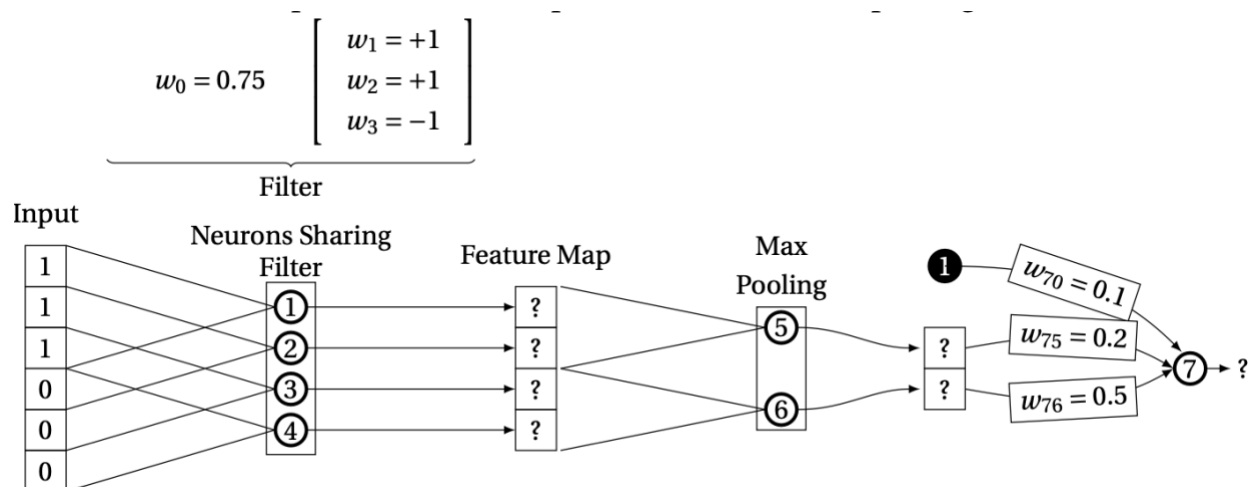 w₀ = 0.75
w₁ = +1
w₂ = +1
w₃ = −1
Filter
Input
1
1
1
0
0
0
Neurons Sharing
Filter
1
2
3
4
Feature Map
?
?
?
?
Max
Pooling
5
6
?
?
1
w₇₀ = 0.1
w₇₅ = 0.2
w₇₆ = 0.5
7
?